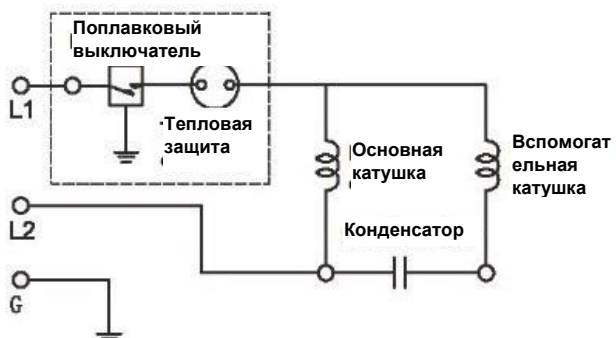 Поплавковый
выключатель
L1
Тепловая
защита
Основная
катушка
Вспомогат
ельная
катушка
L2
Конденсатор
G